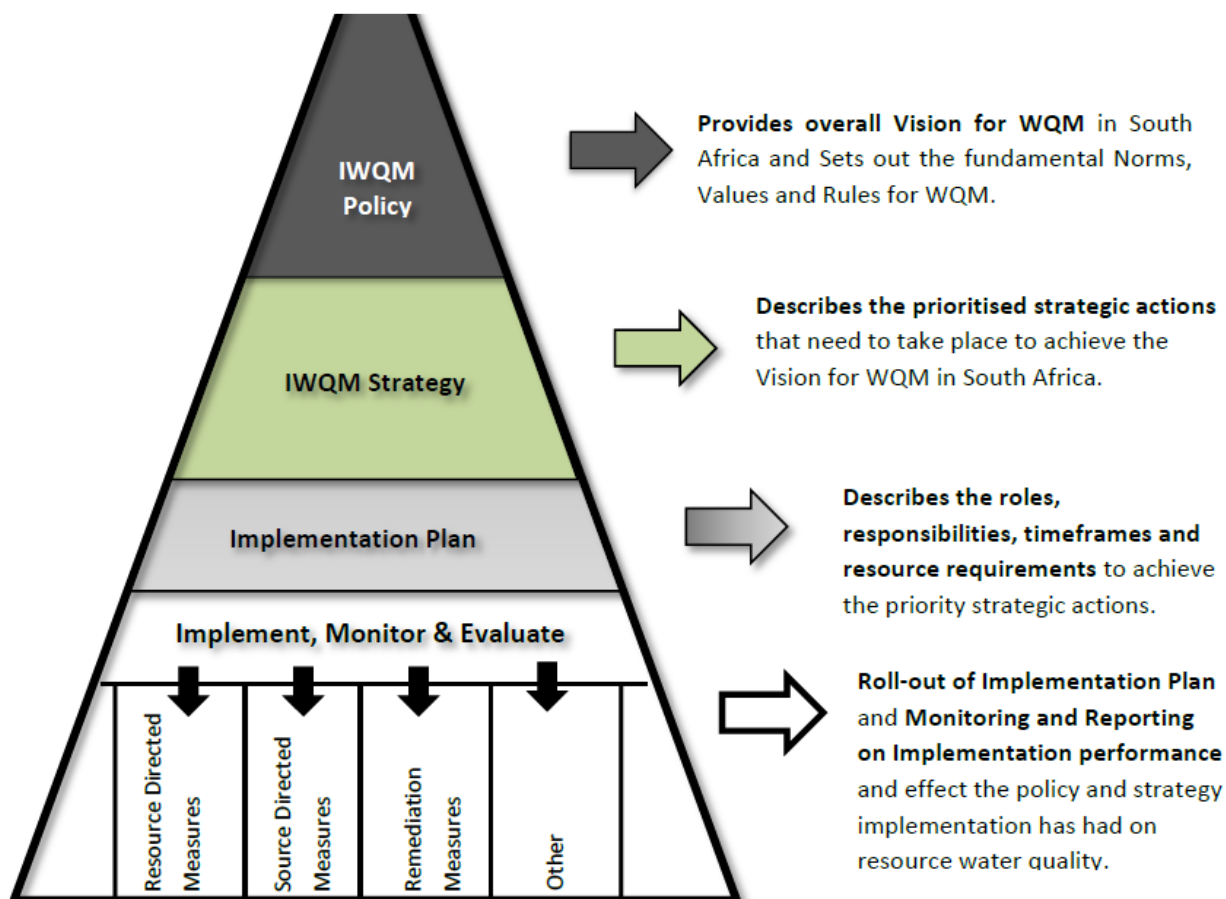 IWQM
Policy
Provides overall Vision for WQM in South
Africa and Sets out the fundamental Norms,
Values and Rules for WQM.
IWQM Strategy
Describes the prioritised strategic actions
that need to take place to achieve the
Vision for WQM in South Africa.
Implementation Plan
Describes the roles,
responsibilities, timeframes and
resource requirements to achieve
the priority strategic actions.
Implement, Monitor & Evaluate
Resource Directed
Measures
Source Directed
Measures
Remediation
Measures
Other
Roll-out of Implementation Plan
and Monitoring and Reporting
on Implementation performance
and effect the policy and strategy
implementation has had on
resource water quality.